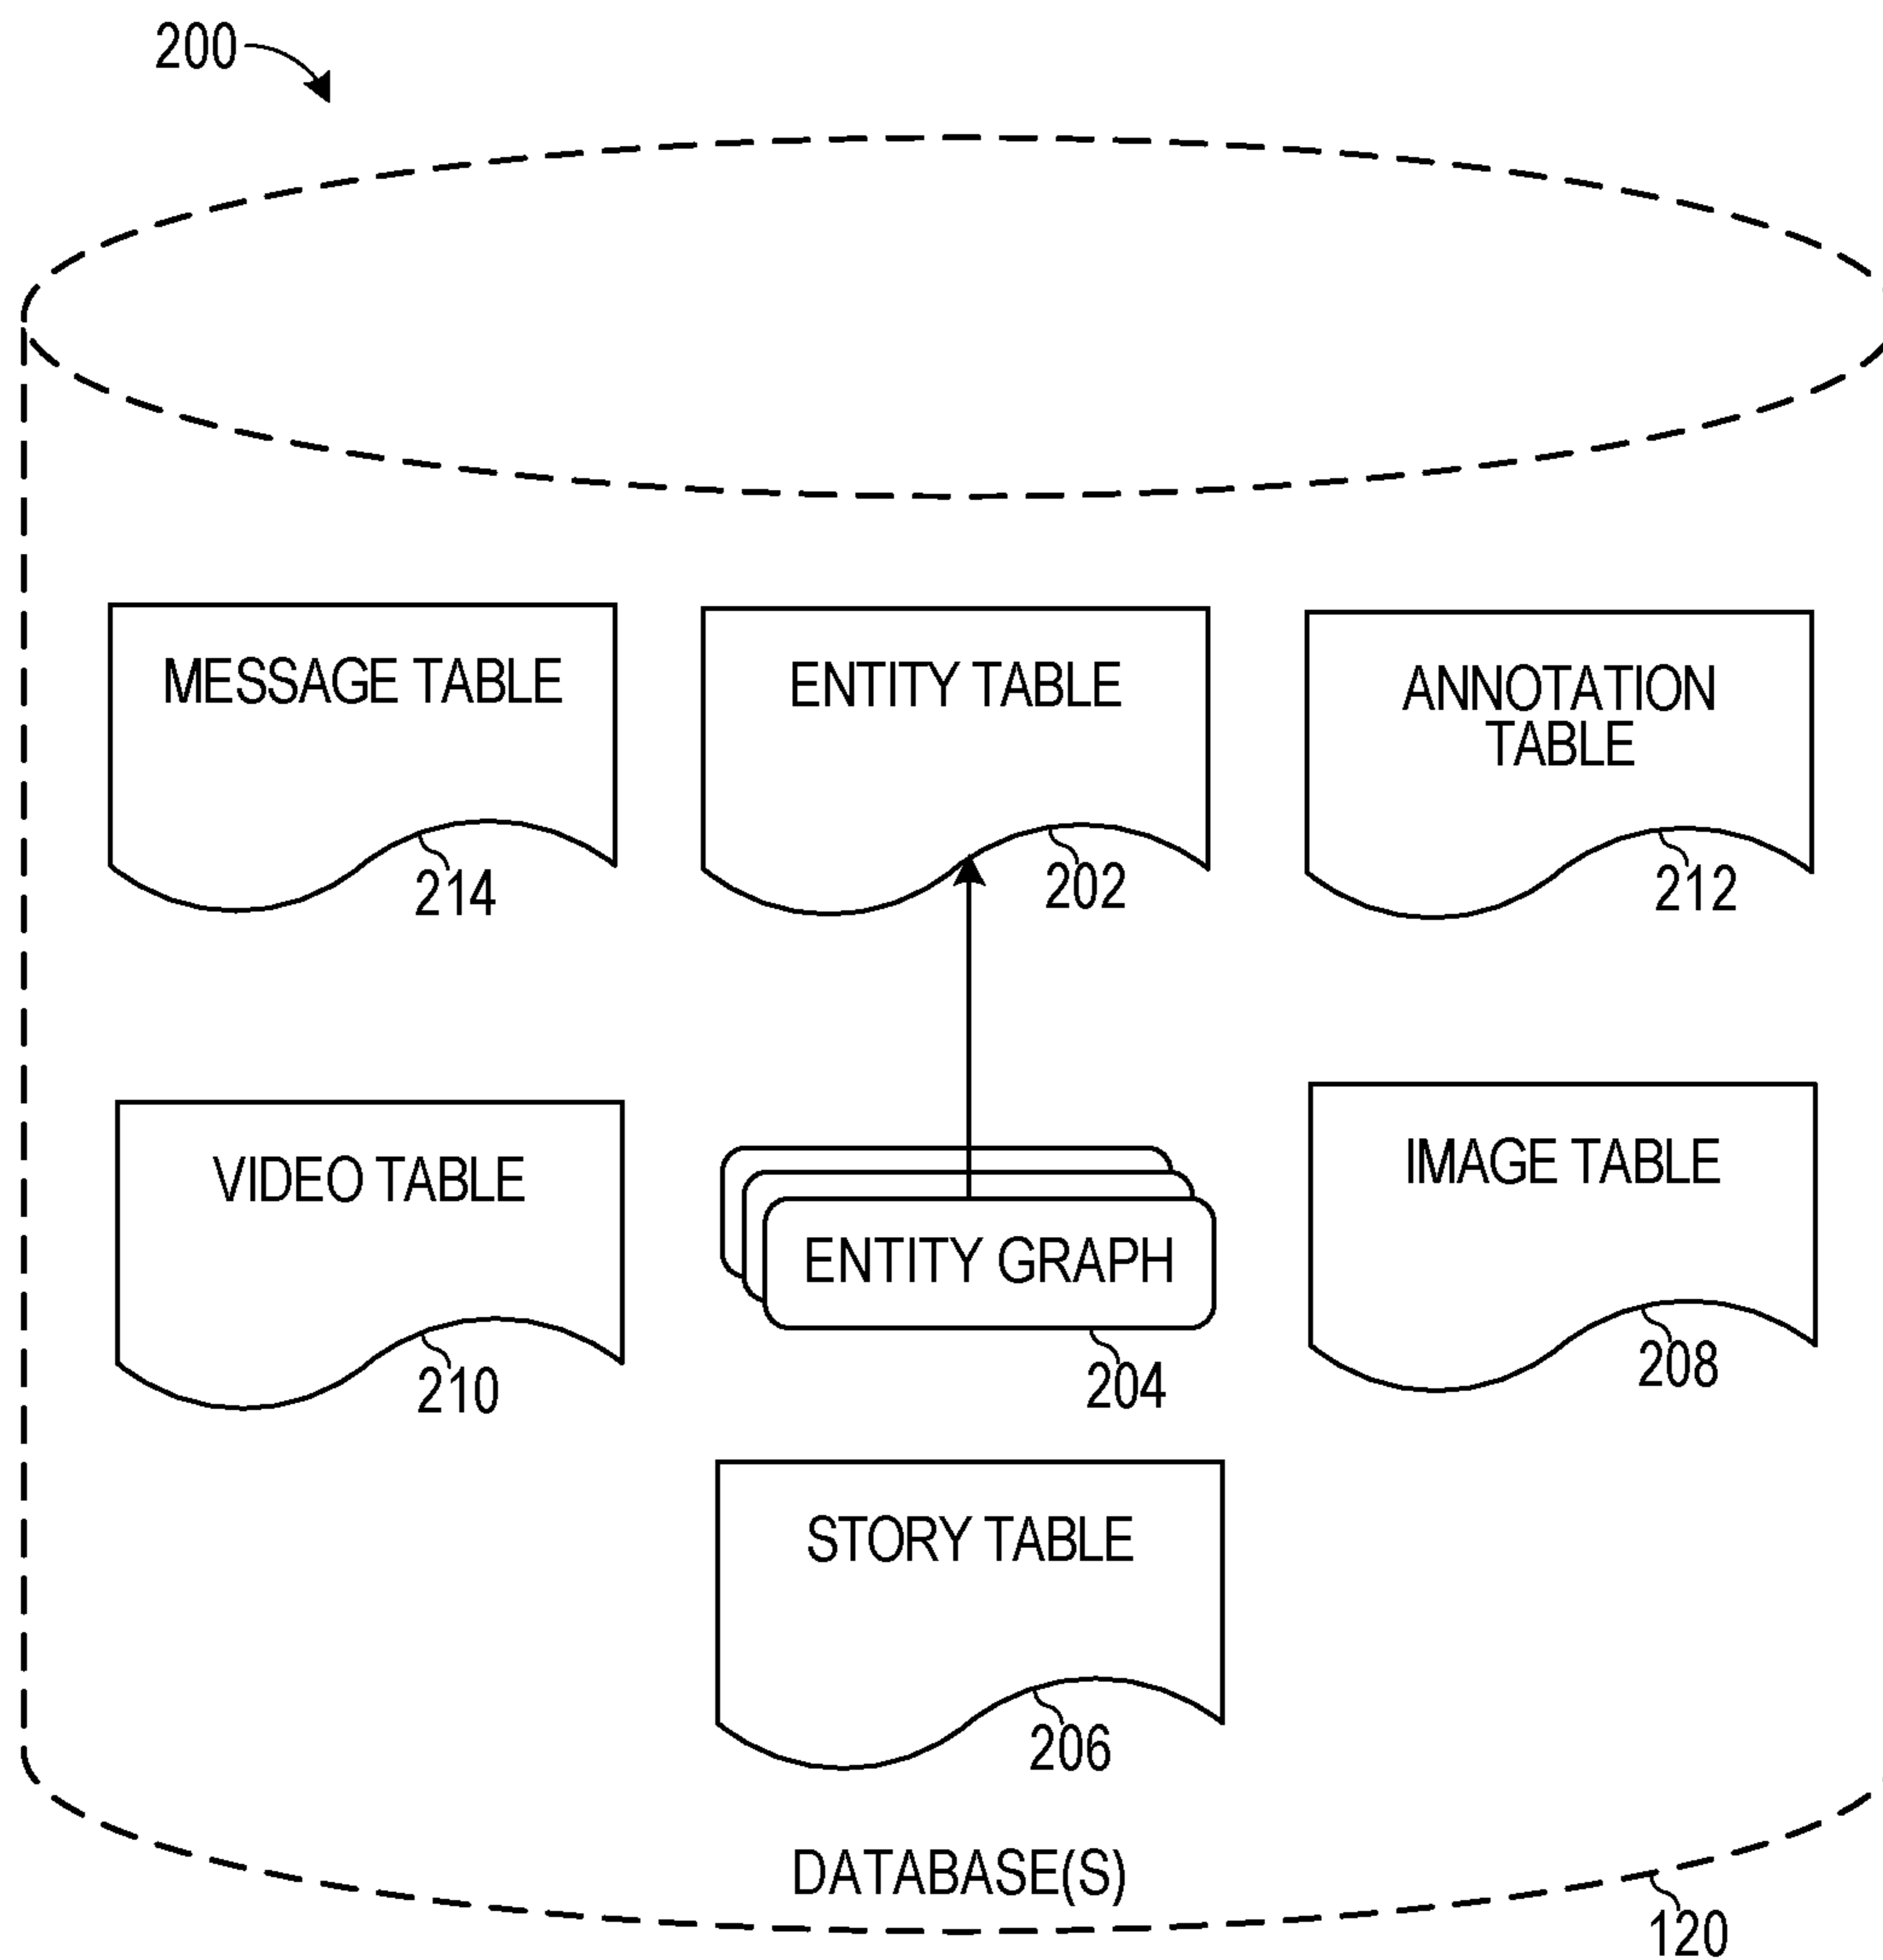 200
MESSAGE TABLE
214
ENTITY TABLE
202
ANNOTATION
TABLE
212
VIDEO TABLE
210
ENTITY GRAPH
204
IMAGE TABLE
208
STORY TABLE
206
DATABASE(S)
120